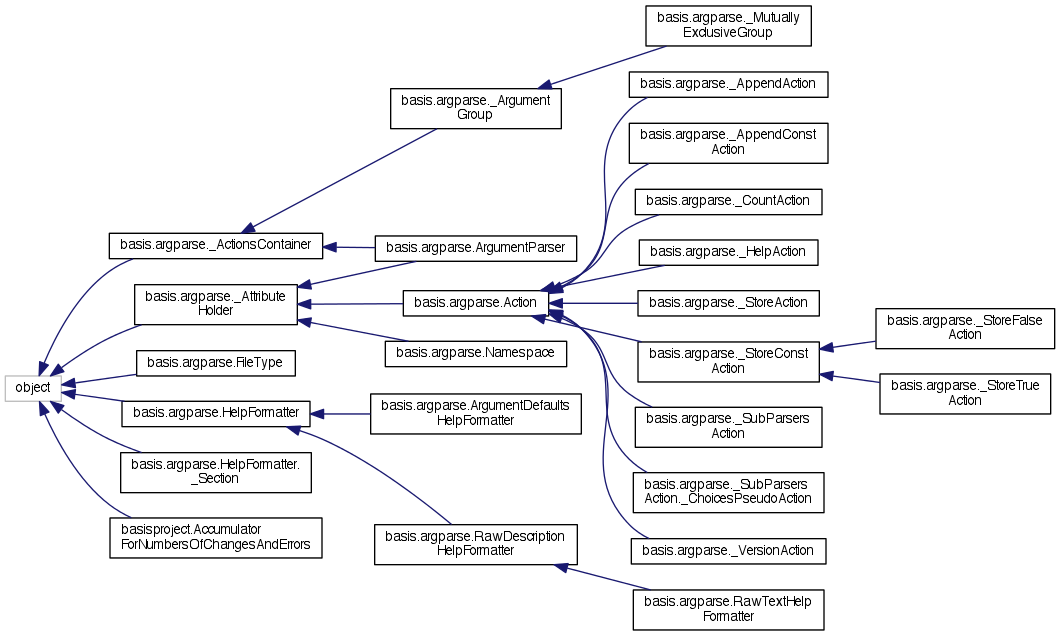 basis.argparse._Mutually
ExclusiveGroup
basis.argparse._AppendAction
basis.argparse._Argument
Group
basis.argparse._AppendConst
Action
basis.argparse._CountAction
basis.argparse._ActionsContainer
basis.argparse.ArgumentParser
basis.argparse._HelpAction
basis.argparse._Attribute
Holder
basis.argparse.Action
basis.argparse._StoreAction
basis.argparse._StoreFalse
Action
basis.argparse.FileType
basis.argparse.Namespace
basis.argparse._StoreConst
Action
object
basis.argparse._StoreTrue
Action
basis.argparse.HelpFormatter
basis.argparse.ArgumentDefaults
HelpFormatter
basis.argparse._SubParsers
Action
basis.argparse.HelpFormatter.
_Section
basis.argparse._SubParsers
Action._ChoicesPseudoAction
basisproject.Accumulator
ForNumbersOfChangesAndErrors
basis.argparse.RawDescription
HelpFormatter
basis.argparse._VersionAction
basis.argparse.RawTextHelp
Formatter